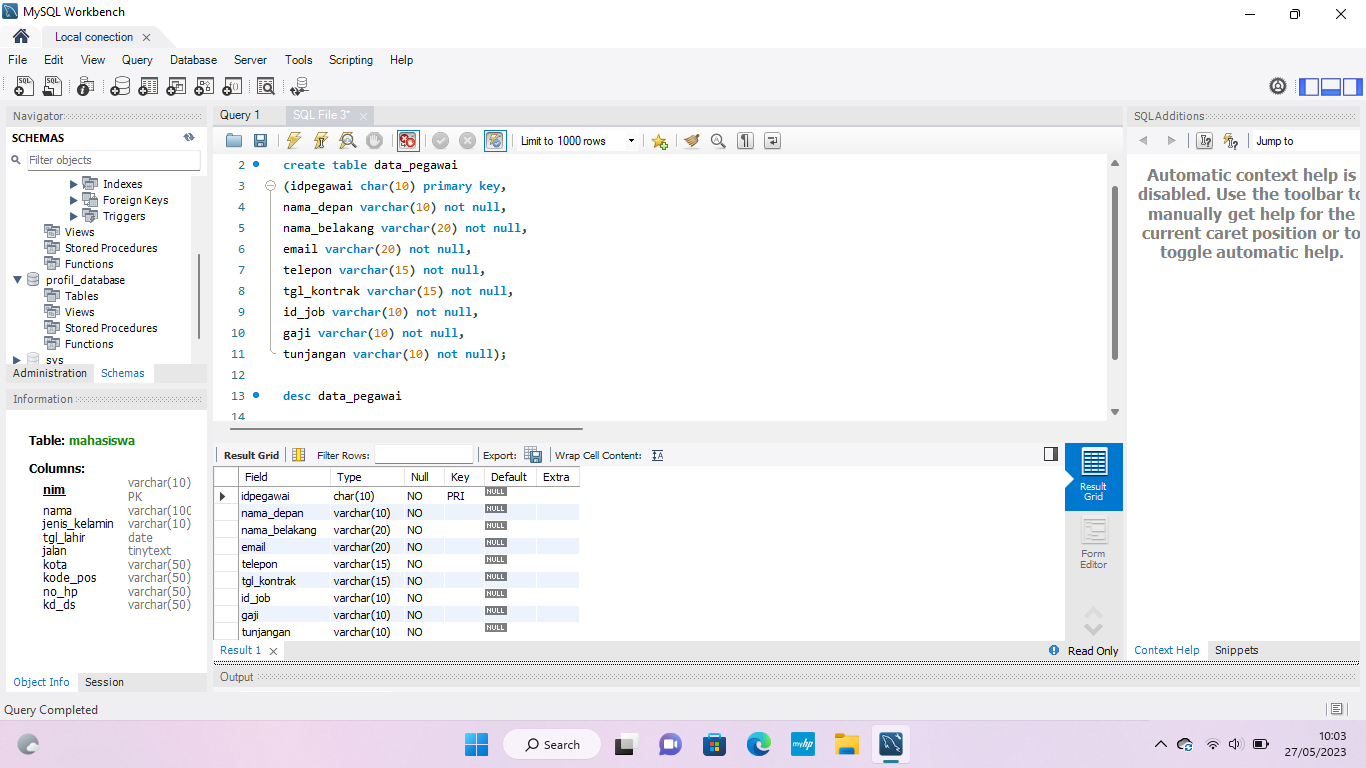 MySQL Workbench
Local conection
File Edit View Query Database Server Tools Scripting Help
Navigator
SCHEMAS
Filter objects
Indexes
Foreign Keys
Triggers
Views
Stored Procedures
Functions
profil_database
Tables
Views
Stored Procedures
Functions
sys
Administration Schemas
Information
Table: mahasiswa
Columns:
nim varchar(10) PK
nama varchar(100
jenis_kelamin varchar(10)
tgl_lahir date
jalan tinytext
kota varchar(50)
kode_pos varchar(50)
no_hp varchar(50)
kd_ds varchar(50)
Object Info Session
Query 1 SQL File 3*
Limit to 1000 rows
2 create table data_pegawai
3 (idpegawai char(10) primary key,
4 nama_depan varchar(10) not null,
5 nama_belakang varchar(20) not null,
6 email varchar(20) not null,
7 telepon varchar(15) not null,
8 tgl_kontrak varchar(15) not null,
9 id_job varchar(10) not null,
10 gaji varchar(10) not null,
11 tunjangan varchar(10) not null);
12
13 desc data_pegawai
14
Result Grid Filter Rows: Export: Wrap Cell Content:
Field Type Null Key Default Extra
idpegawai char(10) NO PRI NULL
nama_depan varchar(10) NO NULL
nama_belakang varchar(20) NO NULL
email varchar(20) NO NULL
telepon varchar(15) NO NULL
tgl_kontrak varchar(15) NO NULL
id_job varchar(10) NO NULL
gaji varchar(10) NO NULL
tunjangan varchar(10) NO NULL
Result Grid
Form Editor
Result 1
Read Only
Output
SQLAdditions
Jump to
Automatic context help is
disabled. Use the toolbar to
manually get help for the
current caret position or to
toggle automatic help.
Context Help Snippets
Query Completed
Search
myhp
10:03
27/05/2023